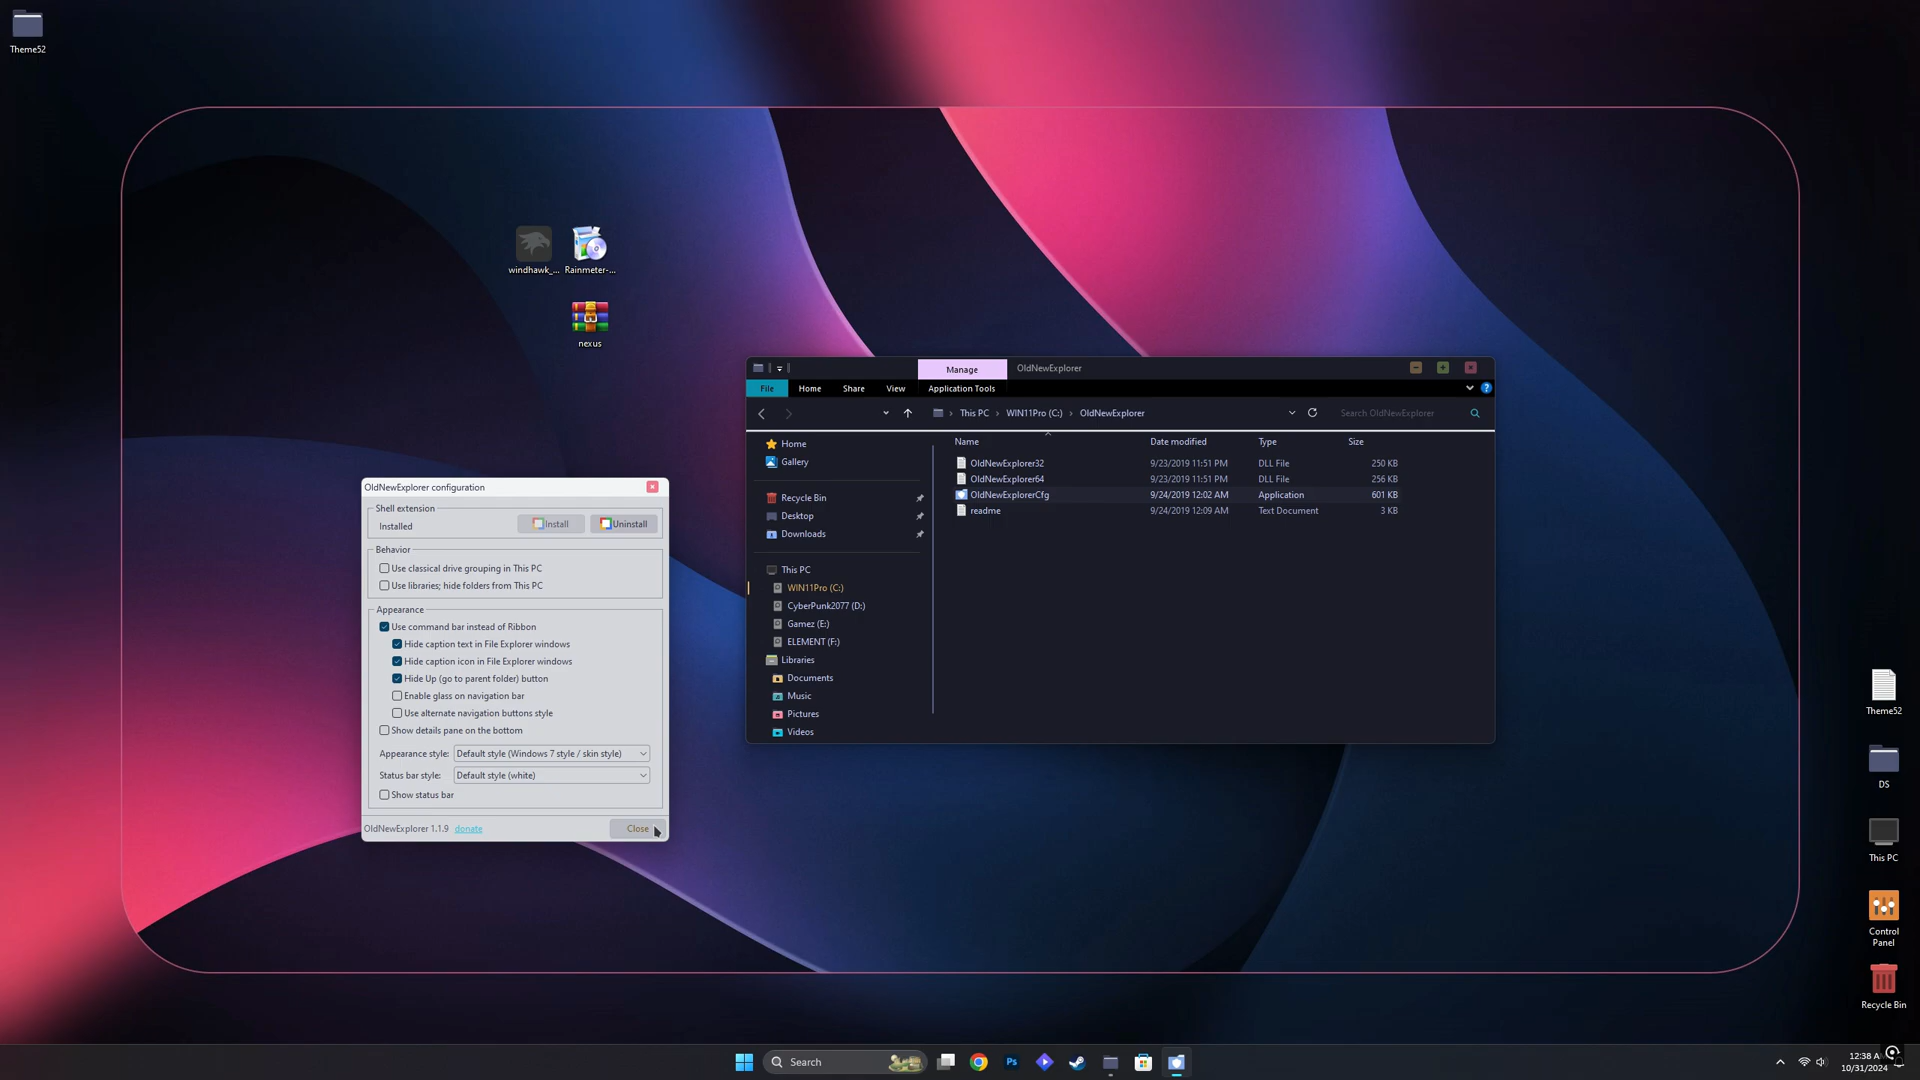 Theme52
windhawk_...
Rainmeter-...
nexus
Manage
OldNewExplorer
File
Home
Share
View
Application Tools
This PC
WIN11Pro (C:)
OldNewExplorer
Search OldNewExplorer
Name
Date modified
Type
Size
OldNewExplorer32 9/23/2019 11:51 PM DLL File 250 KB
OldNewExplorer64 9/23/2019 11:51 PM DLL File 256 KB
OldNewExplorerCfg 9/24/2019 12:02 AM Application 601 KB
readme 9/24/2019 12:09 AM Text Document 3 KB
Home
Gallery
Recycle Bin
Desktop
Downloads
This PC
WIN11Pro (C:)
CyberPunk2077 (D:)
Gamez (E:)
ELEMENT (F:)
Libraries
Documents
Music
Pictures
Videos
OldNewExplorer configuration
Shell extension
Installed
Install
Uninstall
Behavior
Use classical drive grouping in This PC
Use libraries; hide folders from This PC
Appearance
Use command bar instead of Ribbon
Hide caption text in File Explorer windows
Hide caption icon in File Explorer windows
Hide Up (go to parent folder) button
Enable glass on navigation bar
Use alternate navigation buttons style
Show details pane on the bottom
Appearance style: Default style (Windows 7 style / skin style)
Status bar style: Default style (white)
Show status bar
OldNewExplorer 1.1.9 donate
Close
Theme52
DS
This PC
Control
Panel
Recycle Bin
Search
Ps
12:38 A
10/31/2024